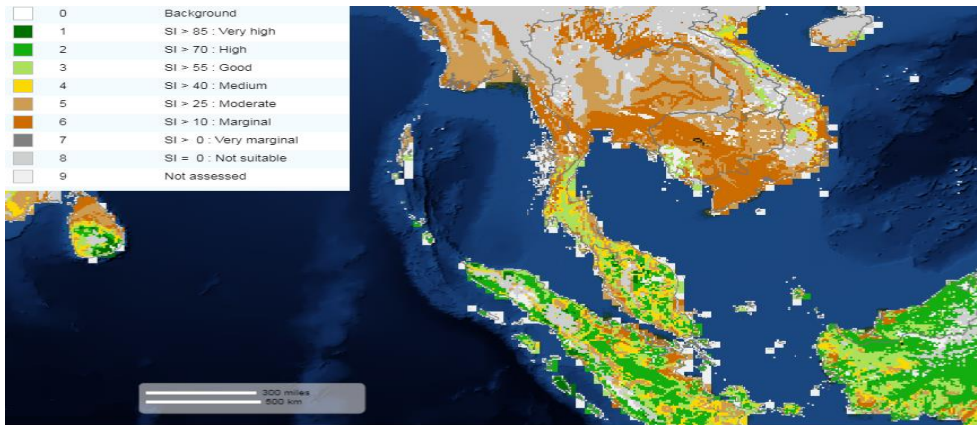 0 Background
1 SI > 85 : Very high
2 SI > 70 : High
3 SI > 55 : Good
4 SI > 40 : Medium
5 SI > 25 : Moderate
6 SI > 10 : Marginal
7 SI > 0 : Very marginal
8 SI = 0 : Not suitable
9 Not assessed
300 miles
500 km